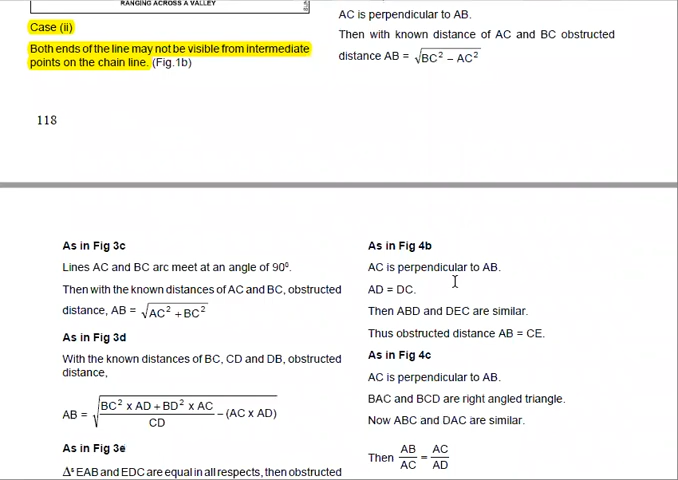 RANGING ACROSS A VALLEY
Case (ii)
Both ends of the line may not be visible from intermediate
points on the chain line. (Fig.1b)
118
AC is perpendicular to AB.
Then with known distance of AC and BC obstructed
distance AB = √(BC² – AC²)
As in Fig 3c
Lines AC and BC arc meet at an angle of 90⁰.
Then with the known distances of AC and BC, obstructed
distance, AB = √(AC² + BC²)
As in Fig 3d
With the known distances of BC, CD and DB, obstructed
distance,
AB = √((BC² x AD + BD² x AC)/CD – (AC x AD))
As in Fig 3e
Δˢ EAB and EDC are equal in all respects, then obstructed
As in Fig 4b
AC is perpendicular to AB.
AD = DC.
Then ABD and DEC are similar.
Thus obstructed distance AB = CE.
As in Fig 4c
AC is perpendicular to AB.
BAC and BCD are right angled triangle.
Now ABC and DAC are similar.
Then AB/AC = AC/AD